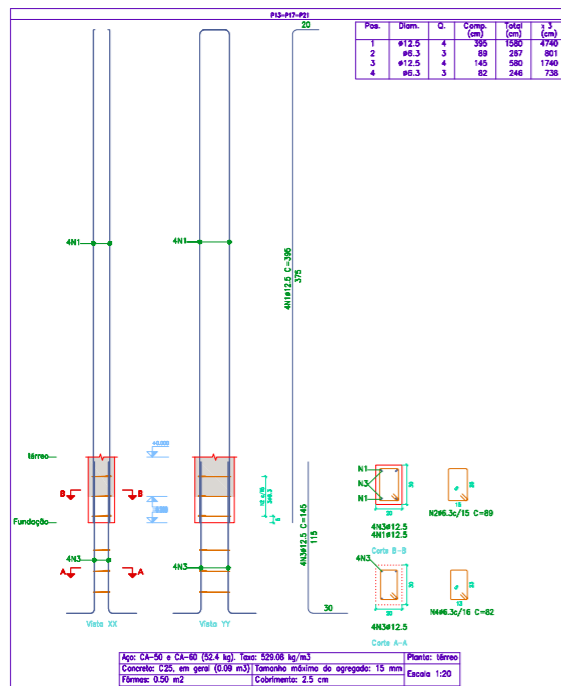 P13-P17-P21
Pos. Diam. Q. Comp. (cm) Total (cm) x 3 (cm)
1 ø12.5 4 395 1580 4740
2 ø6.3 3 89 267 801
3 ø12.5 4 145 580 1740
4 ø6.3 3 82 246 738
20
4N1
4N1
4N1ø12.5 C=395
375
térreo
+0.000
Fundação
B
B
A
A
4N3
4N3
4N3ø12.5 C=145
115
30
Vista XX
Vista YY
N1
N3
N1
20
30
4N3ø12.5
4N1ø12.5
Corte B-B
15
N2ø6.3c/15 C=89
4N3
30
4N3ø12.5
Corte A-A
N4ø6.3c/16 C=82
Aço: CA-50 e CA-60 (52.4 kg). Taxa: 529.08 kg/m3
Planta: térreo
Concreto: C25, em geral (0.09 m3)
Tamanho máximo do agregado: 15 mm
Escala 1:20
Fôrmas: 0.50 m2
Cobrimento: 2.5 cm